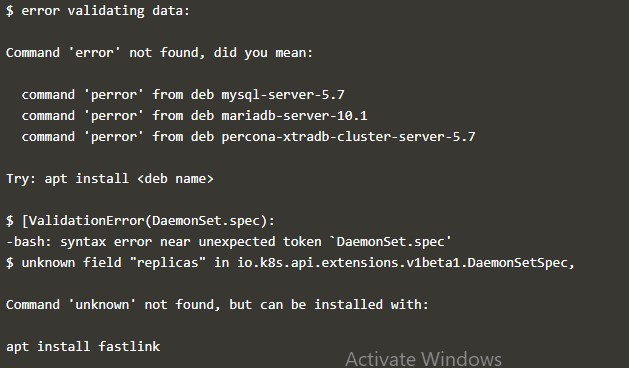 $ error validating data:
Command 'error' not found, did you mean:
command 'perror' from deb mysql-server-5.7
command 'perror' from deb mariadb-server-10.1
command 'perror' from deb percona-xtradb-cluster-server-5.7
Try: apt install <deb name>
$ [ValidationError(DaemonSet.spec):
-bash: syntax error near unexpected token `DaemonSet.spec'
$ unknown field "replicas" in io.k8s.api.extensions.v1beta1.DaemonSetSpec,
Command 'unknown' not found, but can be installed with:
apt install fastlink
Activate Windows